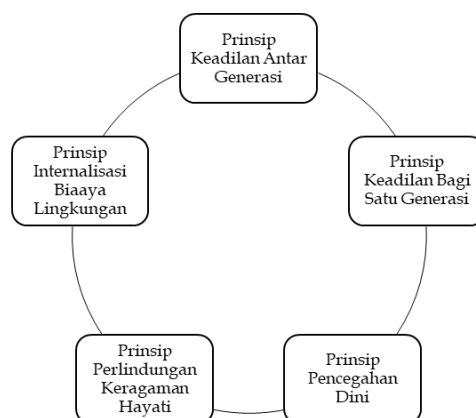 Prinsip
Keadilan Antar
Generasi
Prinsip
Keadilan Bagi
Satu Generasi
Prinsip
Pencegahan
Dini
Prinsip
Perlindungan
Keragaman
Hayati
Prinsip
Internalisasi
Biaaya
Lingkungan